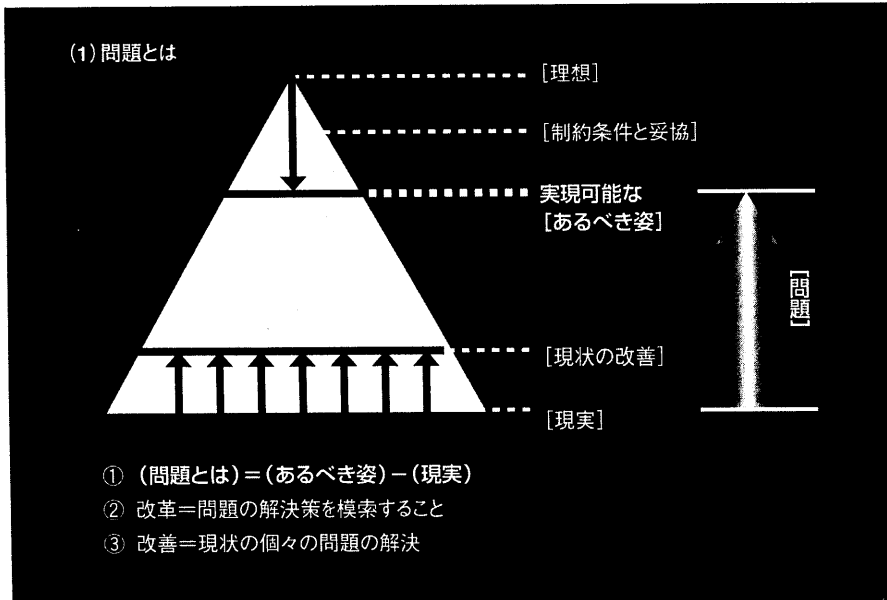 (1)問題とは
[理想]
[制約条件と妥協]
実現可能な
[あるべき姿]
[問題]
[現状の改善]
[現実]
① (問題とは)=(あるべき姿)-(現実)
② 改革=問題の解決策を模索すること
③ 改善=現状の個々の問題の解決